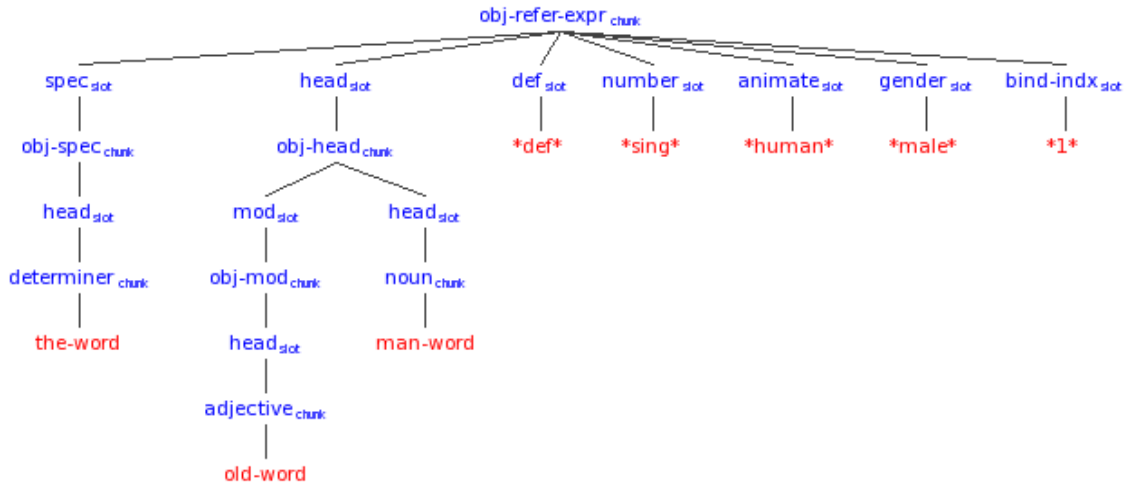 obj-refer-expr chunk
spec slot head slot def slot number slot animate slot gender slot bind-indx slot
obj-spec chunk obj-head chunk *def* *sing* *human* *male* *1*
head slot mod slot head slot
determiner chunk obj-mod chunk noun chunk
the-word head slot man-word
adjective chunk
old-word